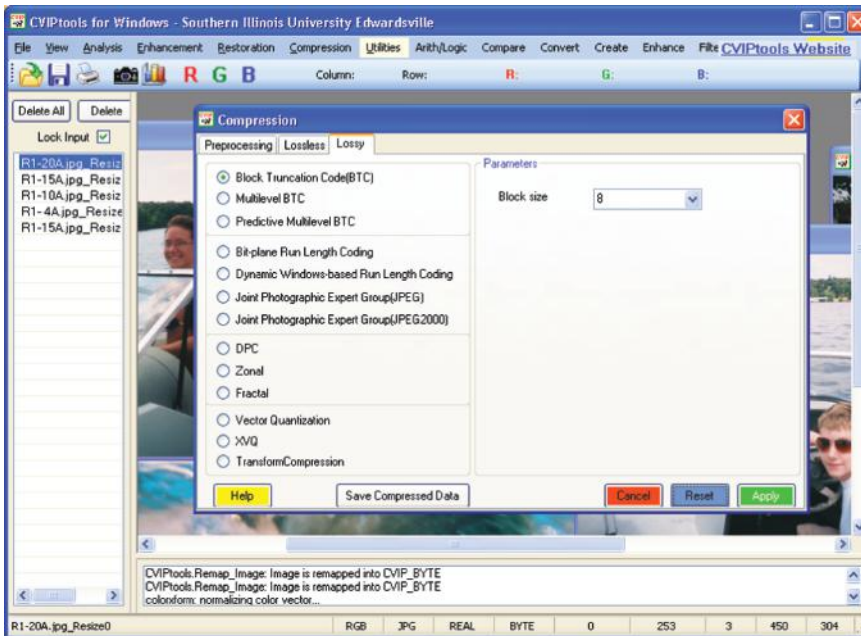 CVIPtools for Windows - Southern Illinois University Edwardsville
File View Analysis Enhancement Restoration Compression Utilities Arith/Logic Compare Convert Create Enhance Filte CVIPtools Website
R G B Column: Row: R: G: B:
Delete All Delete
Lock Input
R1-20A.jpg_Resiz
R1-15A.jpg_Resiz
R1-10A.jpg_Resiz
R1- 4A.jpg_Resize
R1-15A.jpg_Resiz
Compression
Preprocessing Lossless Lossy
Block Truncation Code(BTC)
Multilevel BTC
Predictive Multilevel BTC
Bit-plane Run Length Coding
Dynamic Windows-based Run Length Coding
Joint Photographic Expert Group(JPEG)
Joint Photographic Expert Group(JPEG2000)
DPC
Zonal
Fractal
Vector Quantization
XVQ
TransformCompression
Parameters
Block size 8
Help Save Compressed Data Cancel Reset Apply
CVIPtools.Remap_Image: Image is remapped into CVIP_BYTE
CVIPtools.Remap_Image: Image is remapped into CVIP_BYTE
colorxform: normalizing color vector...
R1-20A.jpg_Resize0 RGB JPG REAL BYTE 0 253 3 450 304